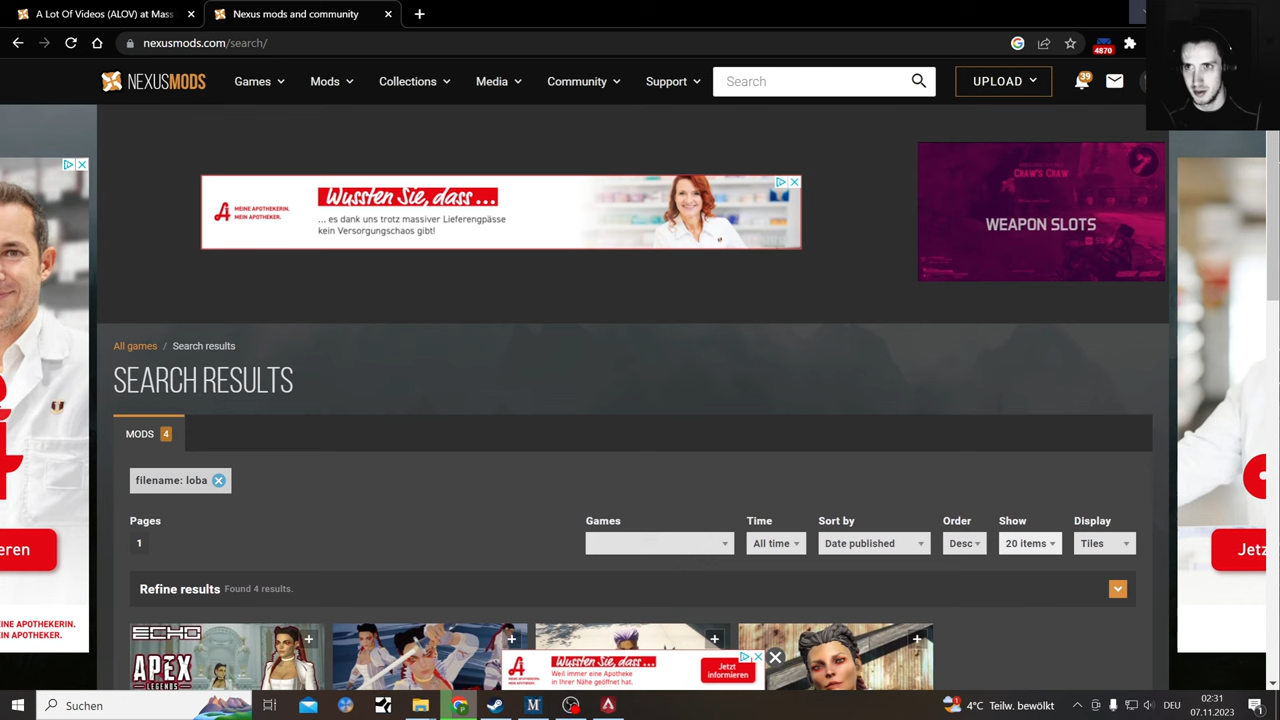 A Lot Of Videos (ALOV) at Mass
Nexus mods and community
nexusmods.com/search/
4870
NEXUSMODS
Games
Mods
Collections
Media
Community
Support
Search
UPLOAD
39
MEINE APOTHEKERIN.
MEIN APOTHEKER.
Wussten Sie, dass ...
... es dank uns trotz massiver Lieferengpässe
kein Versorgungschaos gibt!
CRAW'S CRAW
WEAPON SLOTS
All games / Search results
SEARCH RESULTS
MODS 4
filename: loba
Pages
1
Games
Time
All time
Sort by
Date published
Order
Desc
Show
20 items
Display
Tiles
Refine results Found 4 results.
ECHO
APEX
LEGENDS
Wussten Sie, dass ...
Weil immer eine Apotheke
in Ihrer Nähe geöffnet hat.
Jetzt
informieren
ieren
EINE APOTHEKERIN.
IN APOTHEKER.
Jetz
Suchen
4°C Teilw. bewölkt
DEU
02:31
07.11.2023
1